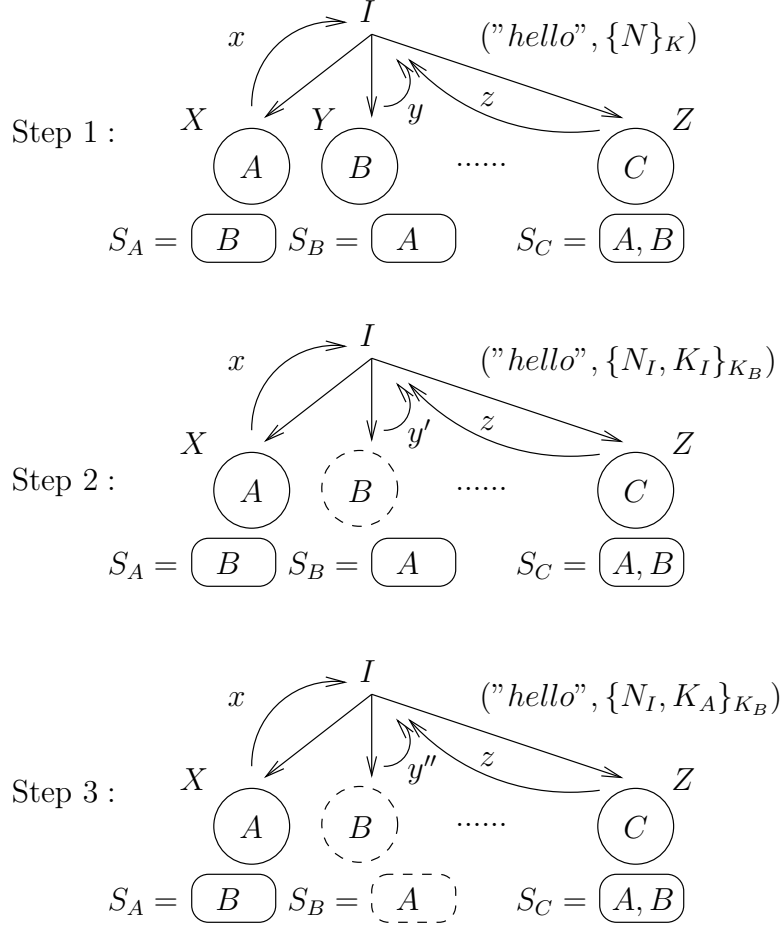 I
x ("hello", {N}_K)
X Y y z Z
Step 1 : A B ...... C
S_A = B S_B = A S_C = A, B
I
x ("hello", {N_I, K_I}_{K_B})
X y' z Z
Step 2 : A B ...... C
S_A = B S_B = A S_C = A, B
I
x ("hello", {N_I, K_A}_{K_B})
X y'' z Z
Step 3 : A B ...... C
S_A = B S_B = A S_C = A, B